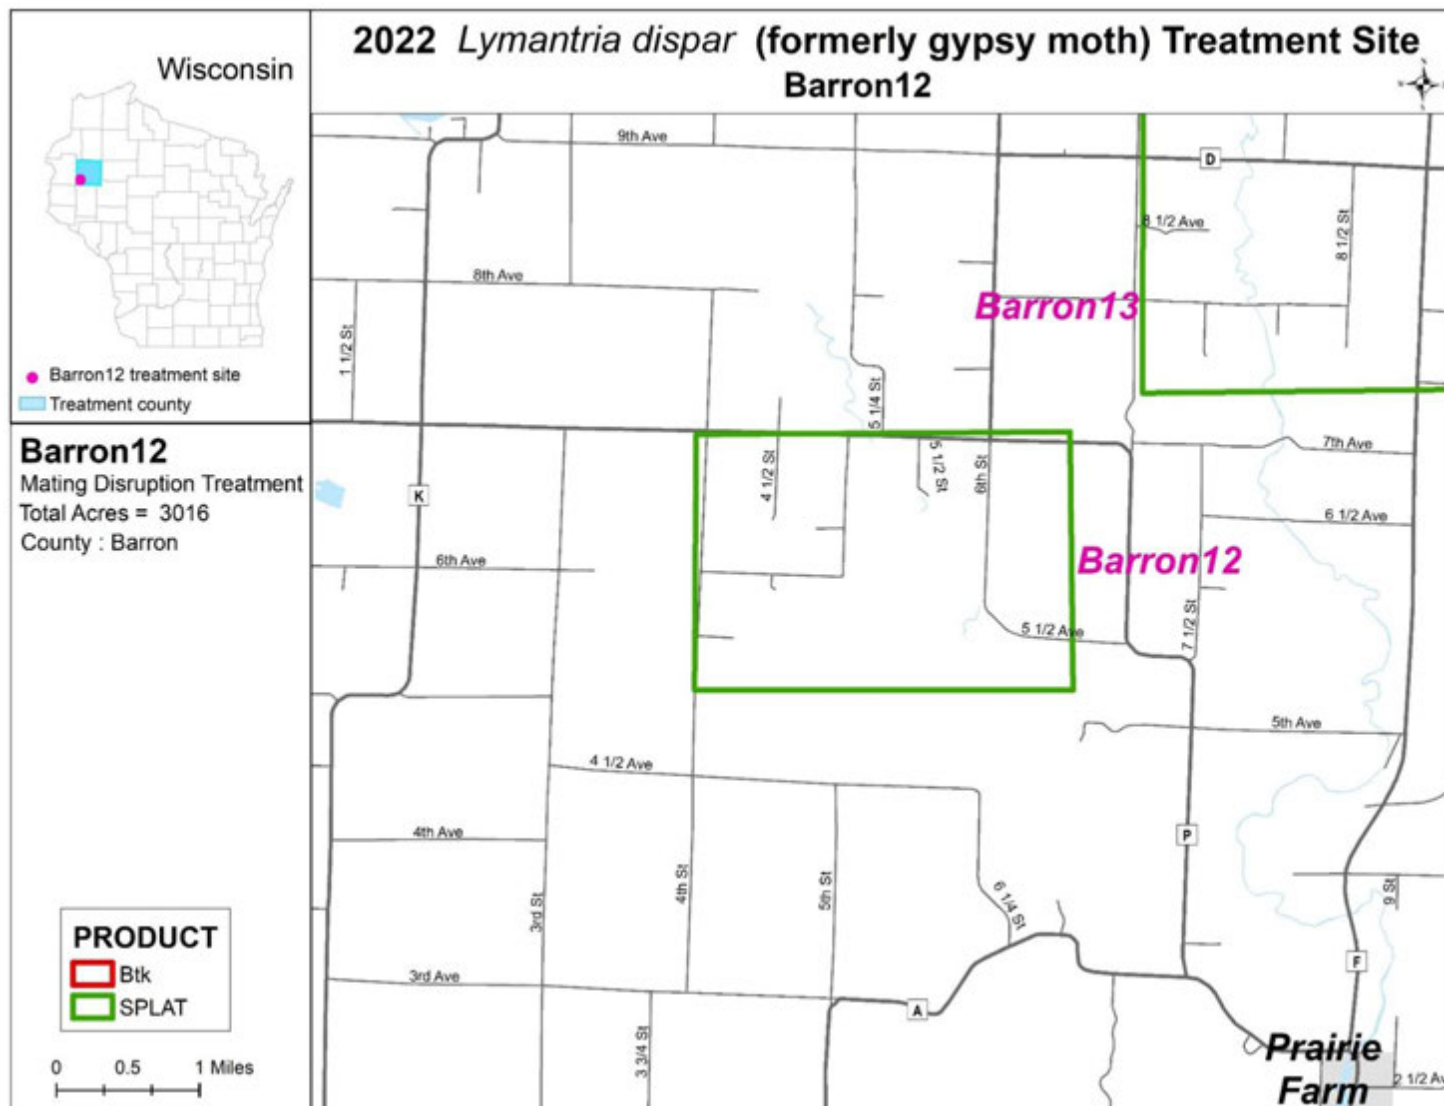 2022 Lymantria dispar (formerly gypsy moth) Treatment Site
Barron12
Wisconsin
Barron12 treatment site
Treatment county
Barron12
Mating Disruption Treatment
Total Acres = 3016
County : Barron
PRODUCT
Btk
SPLAT
0 0.5 1 Miles
9th Ave
D
8 1/2 Ave
8 1/2 St
8th Ave
Barron13
1 1/2 St
5 1/4 St
7th Ave
4 1/2 St
5 1/2 St
6th St
K
6 1/2 Ave
6th Ave
Barron12
5 1/2 Ave
7 1/2 St
5th Ave
4 1/2 Ave
4th Ave
P
3rd St
4th St
5th St
6 1/4 St
9 St
3rd Ave
F
A
3 3/4 St
Prairie
Farm
2 1/2 Av